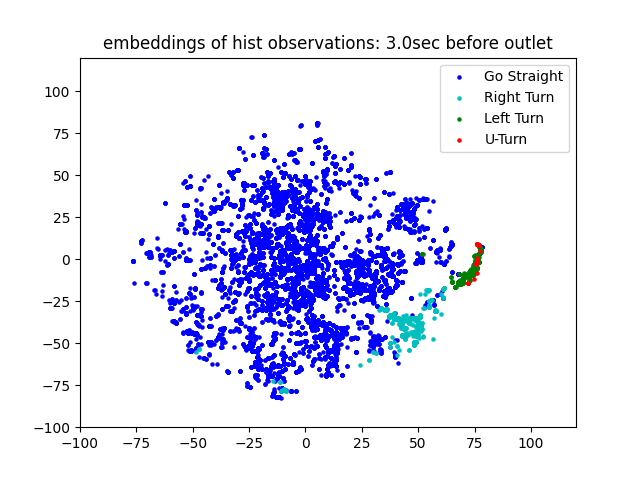 embeddings of hist observations: 3.0sec before outlet
Go Straight
Right Turn
Left Turn
U-Turn
100
75
50
25
0
−25
−50
−75
−100
−100 −75 −50 −25 0 25 50 75 100